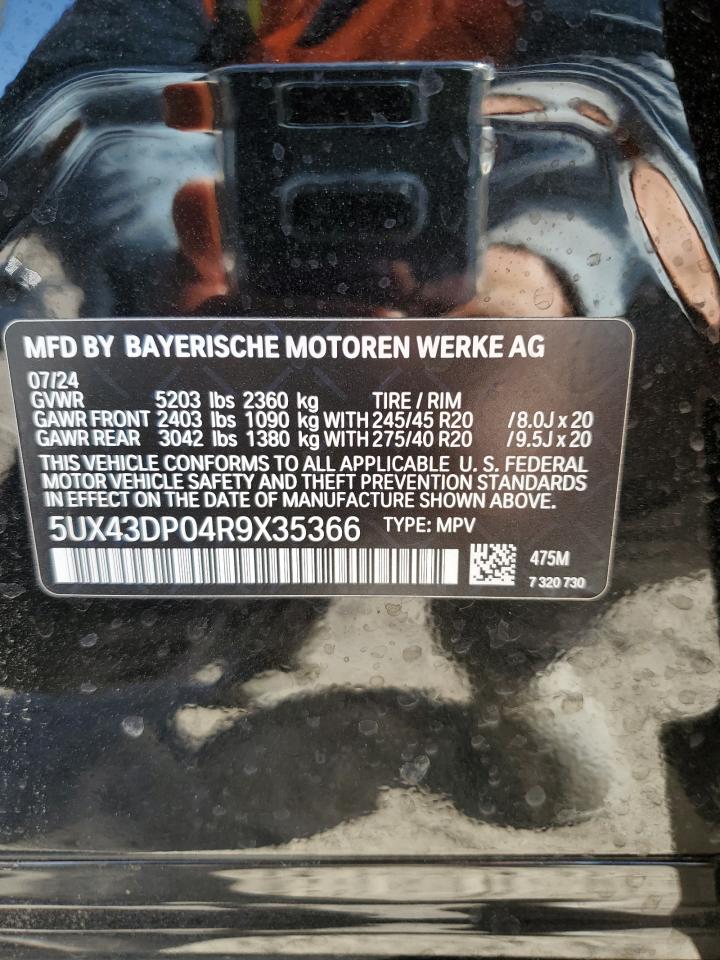 MFD BY BAYERISCHE MOTOREN WERKE AG
07/24
GVWR 5203 lbs 2360 kg TIRE / RIM
GAWR FRONT 2403 lbs 1090 kg WITH 245/45 R20 /8.0J x 20
GAWR REAR 3042 lbs 1380 kg WITH 275/40 R20 /9.5J x 20
THIS VEHICLE CONFORMS TO ALL APPLICABLE U. S. FEDERAL
MOTOR VEHICLE SAFETY AND THEFT PREVENTION STANDARDS
IN EFFECT ON THE DATE OF MANUFACTURE SHOWN ABOVE.
5UX43DP04R9X35366 TYPE: MPV
475M
7 320 730